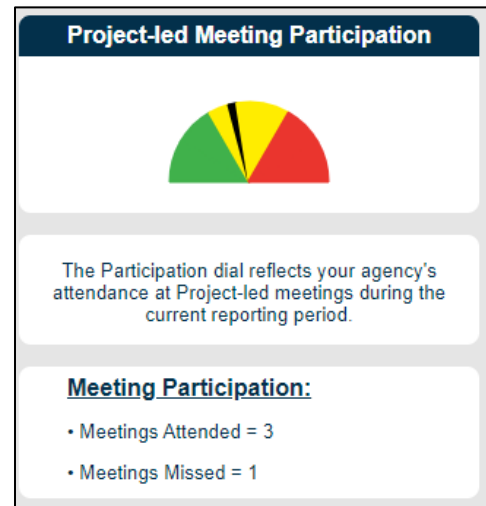 Project-led Meeting Participation
The Participation dial reflects your agency's
attendance at Project-led meetings during the
current reporting period.
Meeting Participation:
• Meetings Attended = 3
• Meetings Missed = 1